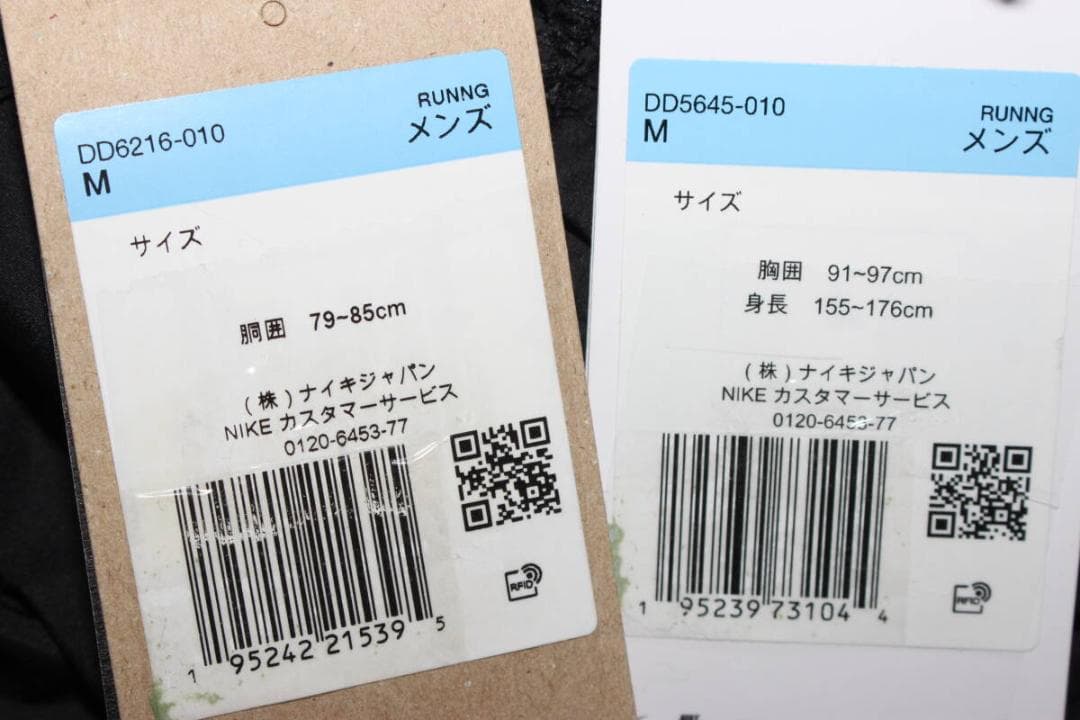 DD6216-010
RUNNG
M
メンズ
サイズ
胴囲 79~85cm
(株)ナイキジャパン
NIKE カスタマーサービス
0120-6453-77
RFID
1 95242 21539 5
DD5645-010
RUNNG
M
メンズ
サイズ
胸囲 91~97cm
身長 155~176cm
(株)ナイキジャパン
NIKE カスタマーサービス
0120-6453-77
RFID
1 95239 73104 4